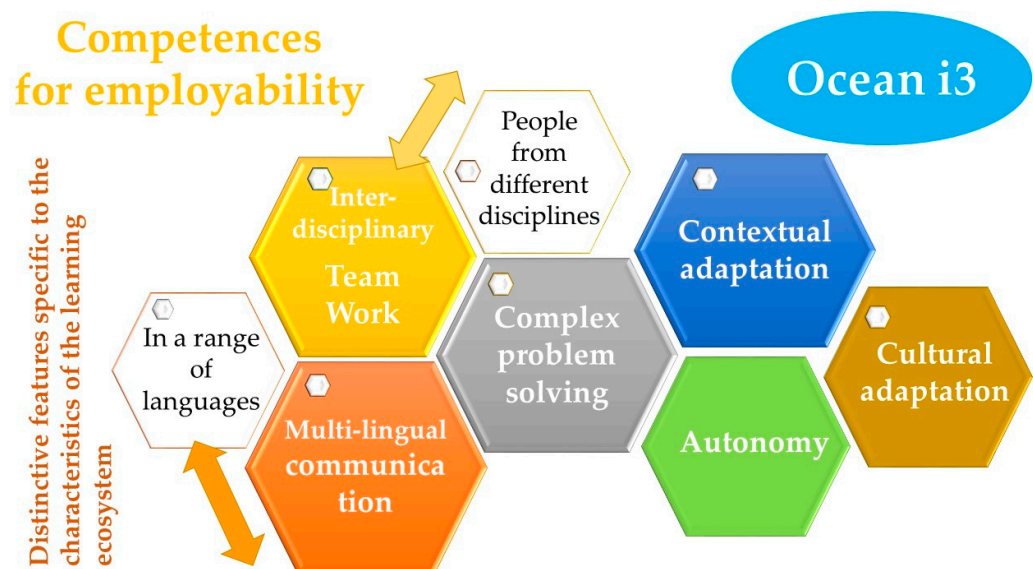 Competences
for employability
Ocean i3
Distinctive features specific to the
characteristics of the learning
ecosystem
People
from
different
disciplines
Inter-
disciplinary
Team
Work
Contextual
adaptation
In a range
of
languages
Complex
problem
solving
Cultural
adaptation
Multi-lingual
communica
tion
Autonomy